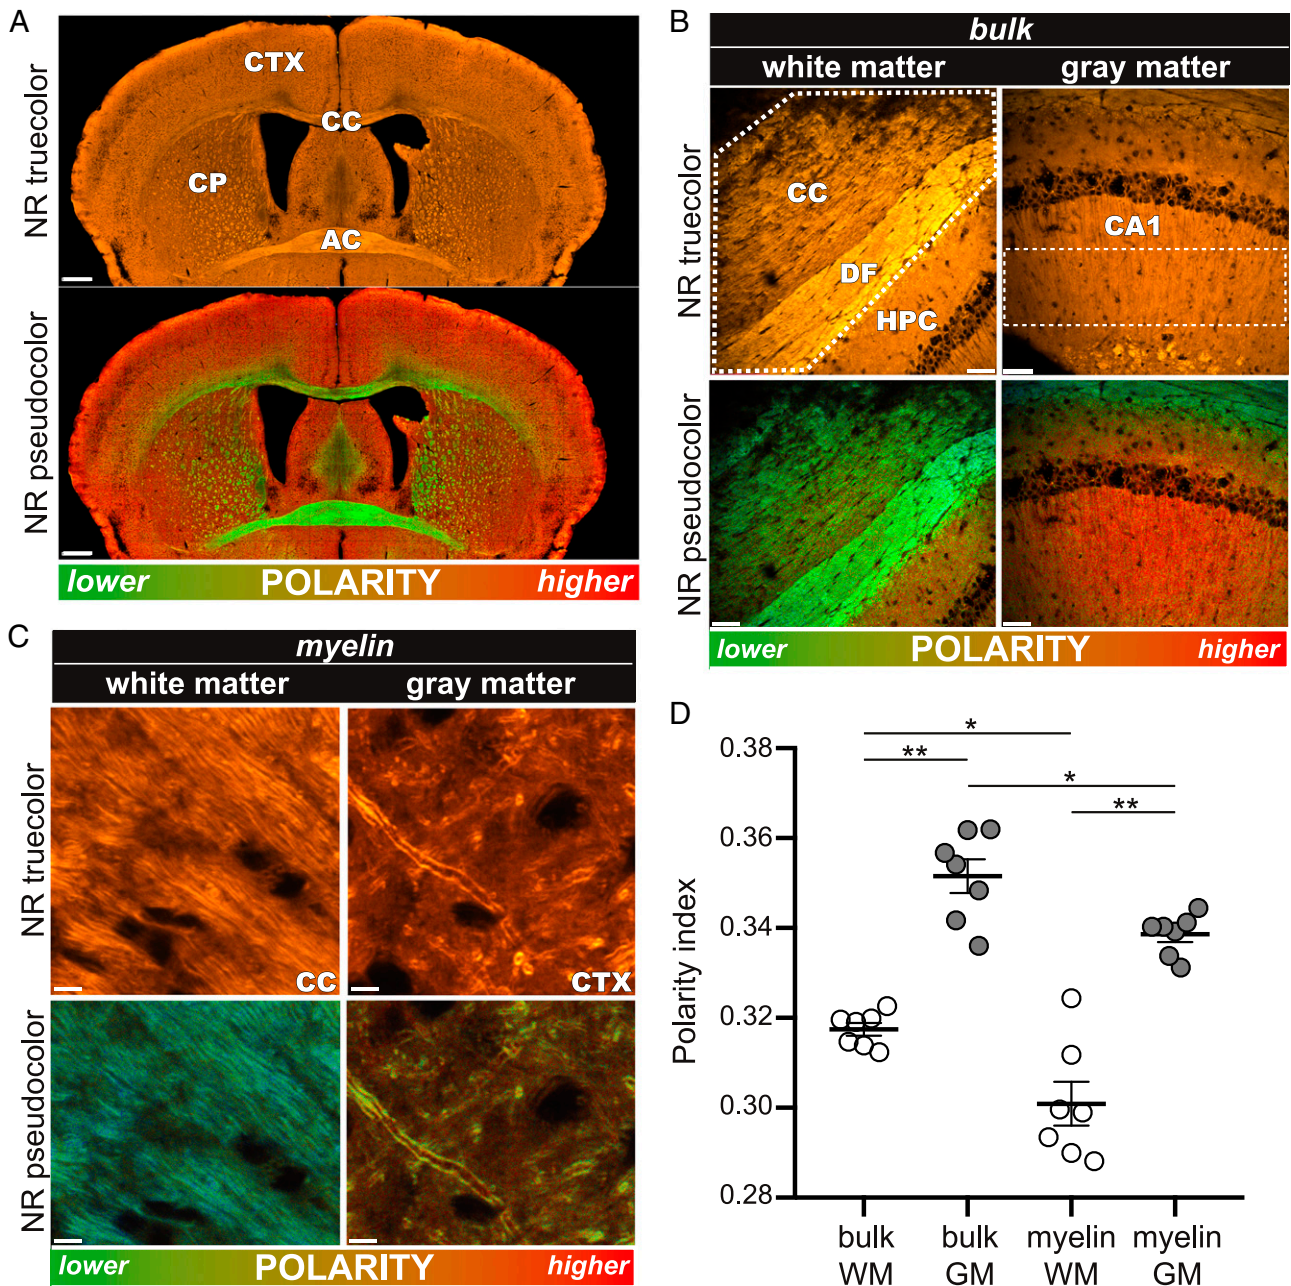 A
NR truecolor
CTX
CC
CP
AC
NR pseudocolor
lower POLARITY higher
B
bulk
white matter gray matter
NR truecolor
CC
DF
HPC
CA1
NR pseudocolor
lower POLARITY higher
C
myelin
white matter gray matter
NR truecolor
CC
CTX
NR pseudocolor
lower POLARITY higher
D
Polarity index
0.38
0.36
0.34
0.32
0.30
0.28
*
**
*
**
bulk WM
bulk GM
myelin WM
myelin GM